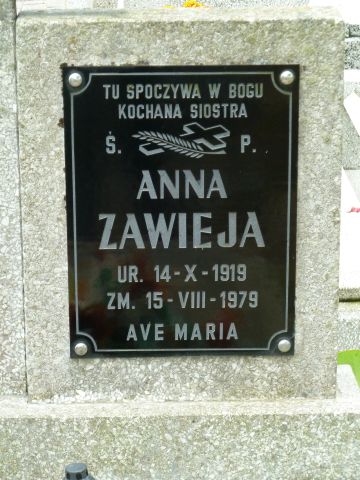 TU SPOCZYWA W BOGU
KOCHANA SIOSTRA
Ś. P.
ANNA
ZAWIEJA
UR. 14-X-1919
ZM. 15-VIII-1979
AVE MARIA